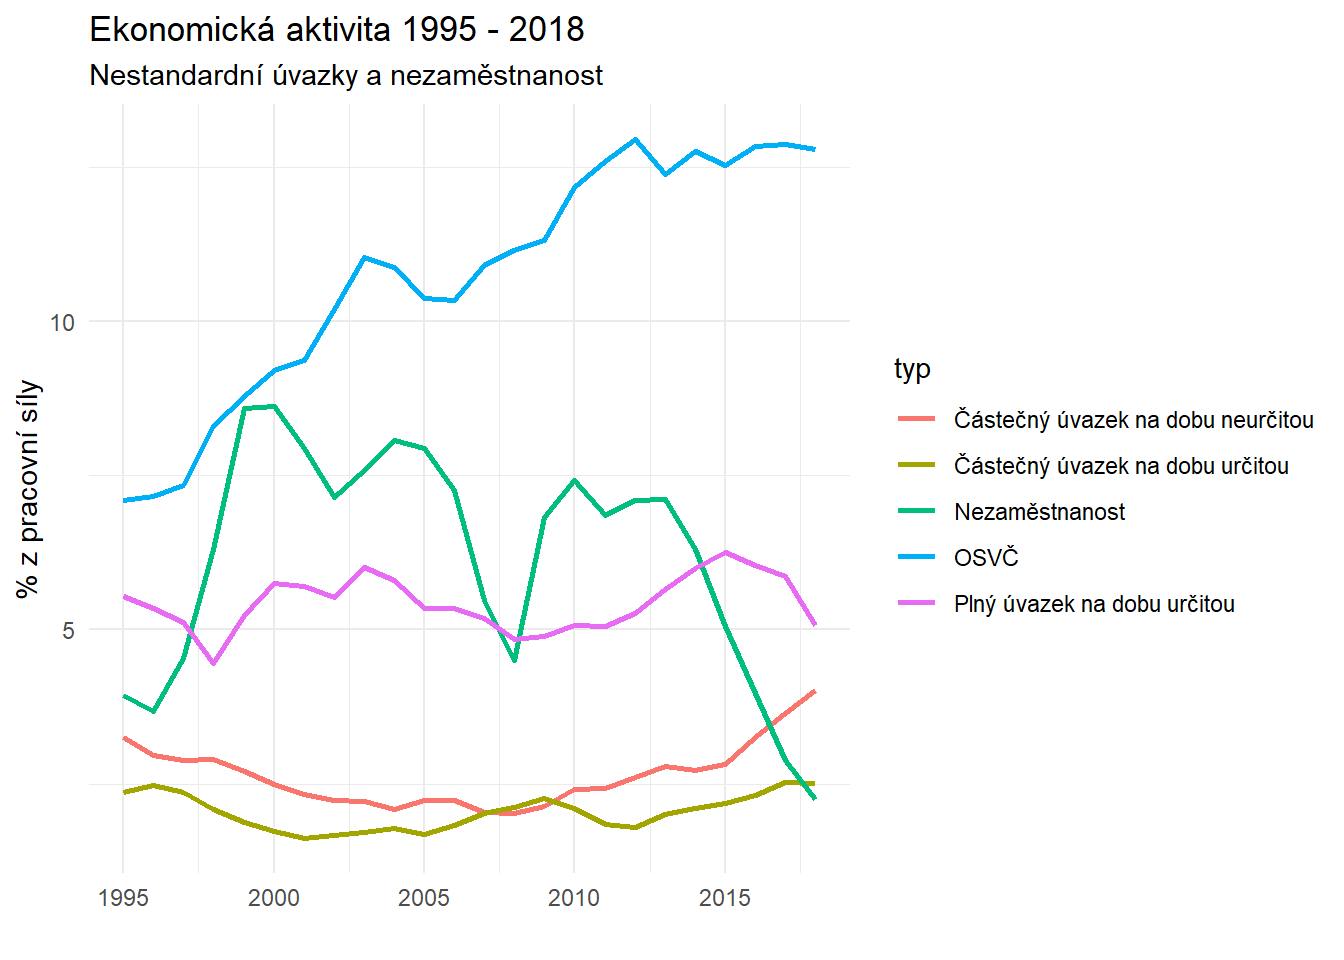 Ekonomická aktivita 1995 - 2018
Nestandardní úvazky a nezaměstnanost
% z pracovní síly
10
5
1995
2000
2005
2010
2015
typ
Částečný úvazek na dobu neurčitou
Částečný úvazek na dobu určitou
Nezaměstnanost
OSVČ
Plný úvazek na dobu určitou